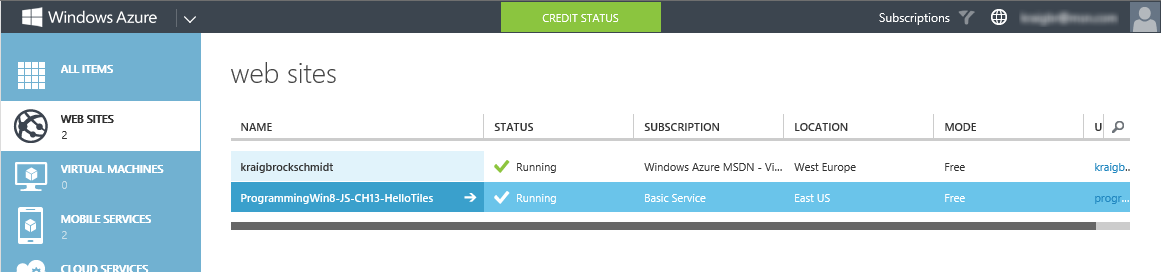 Windows Azure
CREDIT STATUS
Subscriptions
ALL ITEMS
WEB SITES
2
VIRTUAL MACHINES
0
MOBILE SERVICES
2
CLOUD SERVICES
web sites
NAME STATUS SUBSCRIPTION LOCATION MODE U
kraigbrockschmidt Running Windows Azure MSDN - Vi... West Europe Free kraigb...
ProgrammingWin8-JS-CH13-HelloTiles Running Basic Service East US Free progr...